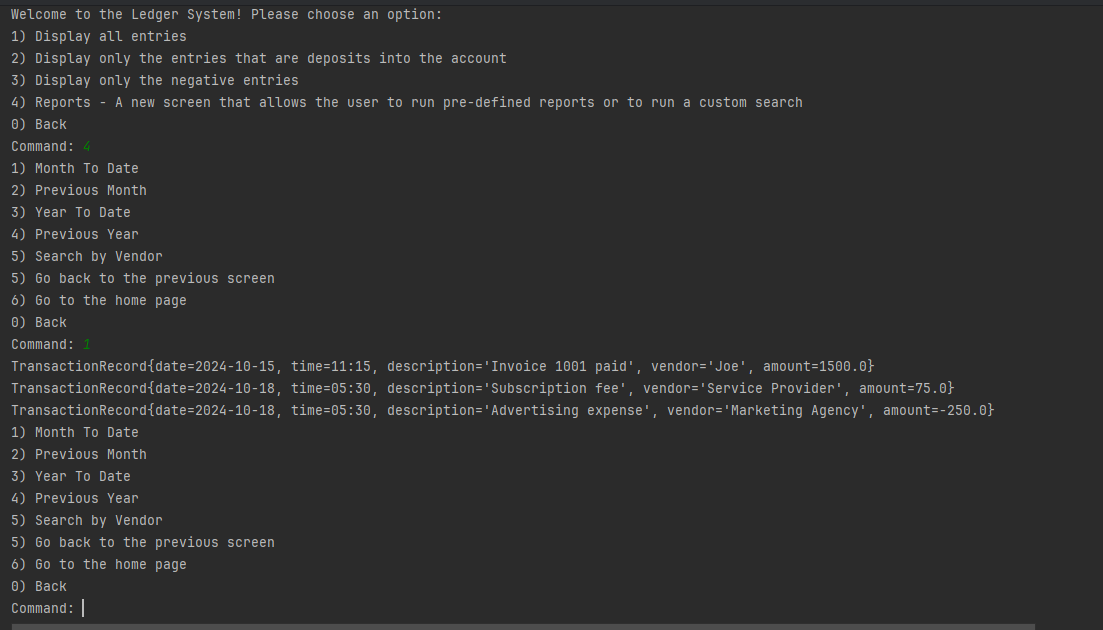 Welcome to the Ledger System! Please choose an option:
1) Display all entries
2) Display only the entries that are deposits into the account
3) Display only the negative entries
4) Reports - A new screen that allows the user to run pre-defined reports or to run a custom search
0) Back
Command: 4
1) Month To Date
2) Previous Month
3) Year To Date
4) Previous Year
5) Search by Vendor
5) Go back to the previous screen
6) Go to the home page
0) Back
Command: 1
TransactionRecord{date=2024-10-15, time=11:15, description='Invoice 1001 paid', vendor='Joe', amount=1500.0}
TransactionRecord{date=2024-10-18, time=05:30, description='Subscription fee', vendor='Service Provider', amount=75.0}
TransactionRecord{date=2024-10-18, time=05:30, description='Advertising expense', vendor='Marketing Agency', amount=-250.0}
1) Month To Date
2) Previous Month
3) Year To Date
4) Previous Year
5) Search by Vendor
5) Go back to the previous screen
6) Go to the home page
0) Back
Command: